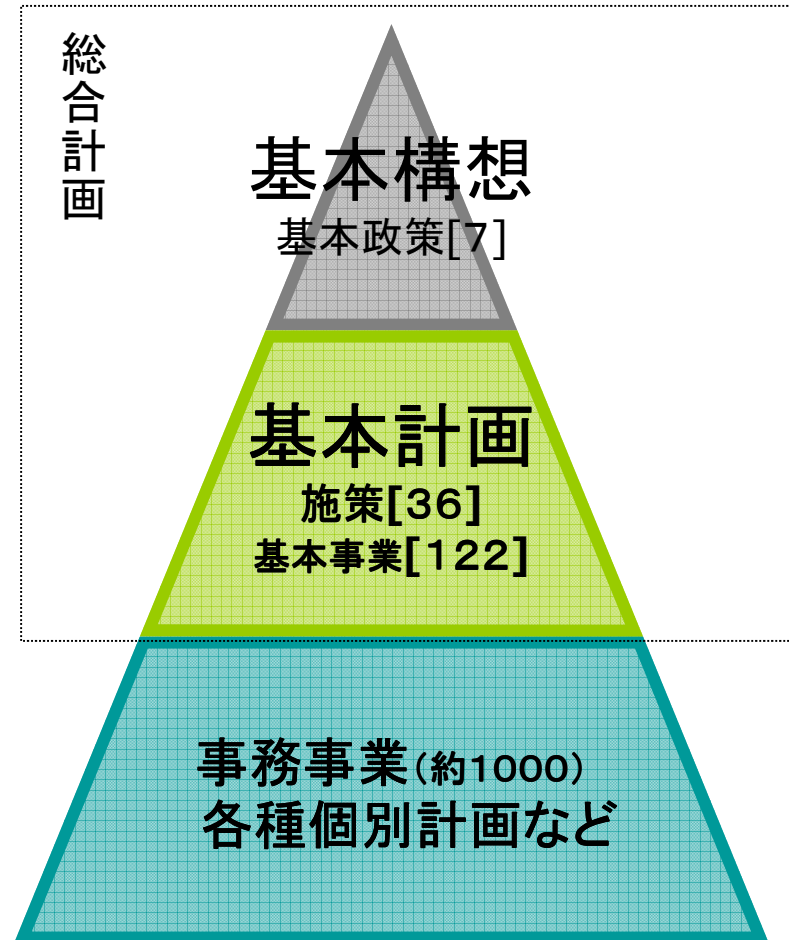 総合計画
基本構想
基本政策[7]
基本計画
施策[36]
基本事業[122]
事務事業(約1000)
各種個別計画など